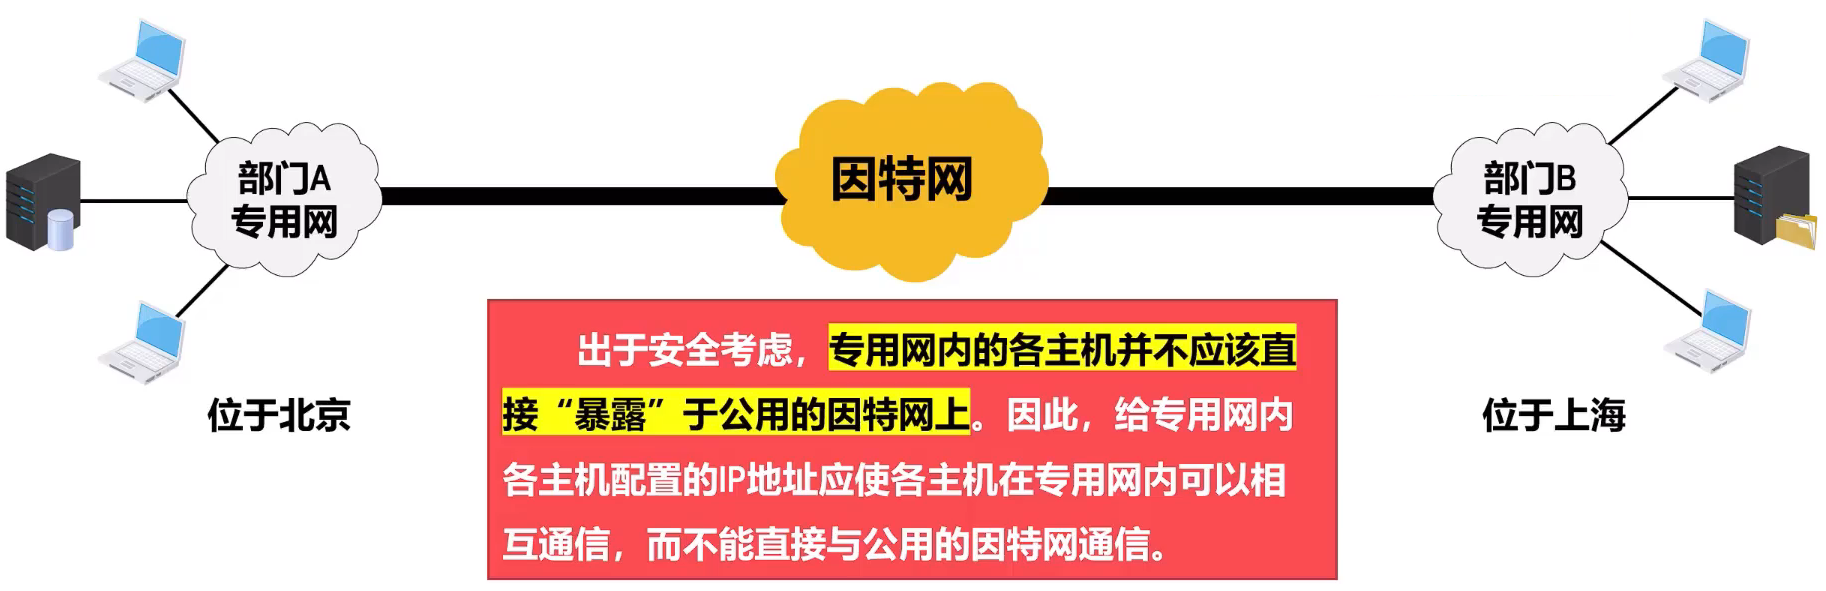 部门A
专用网
因特网
部门B
专用网
位于北京
位于上海
出于安全考虑，专用网内的各主机并不应该直
接“暴露”于公用的因特网上。因此，给专用网内
各主机配置的IP地址应使各主机在专用网内可以相
互通信，而不能直接与公用的因特网通信。